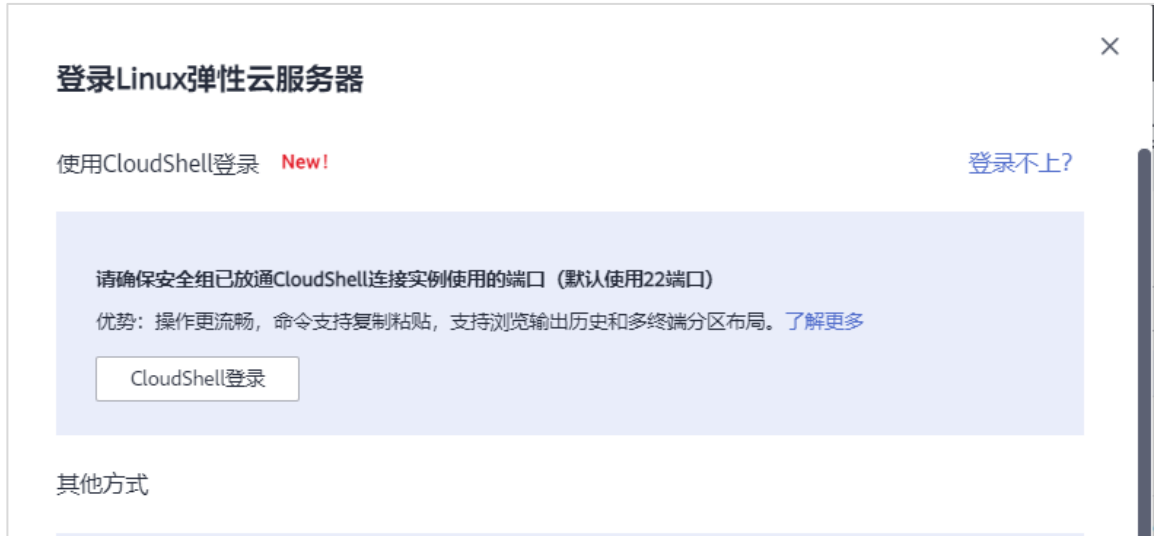 登录Linux弹性云服务器
使用CloudShell登录 New!
登录不上?
请确保安全组已放通CloudShell连接实例使用的端口（默认使用22端口）
优势：操作更流畅，命令支持复制粘贴，支持浏览输出历史和多终端分区布局。了解更多
CloudShell登录
其他方式